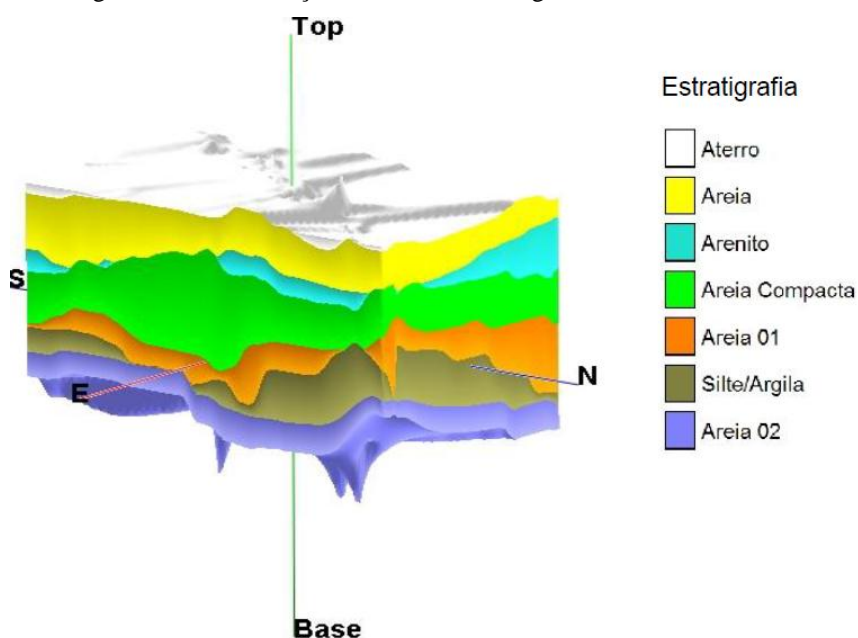 Top
S
E
N
Base
Estratigrafia
Aterro
Areia
Arenito
Areia Compacta
Areia 01
Silte/Argila
Areia 02